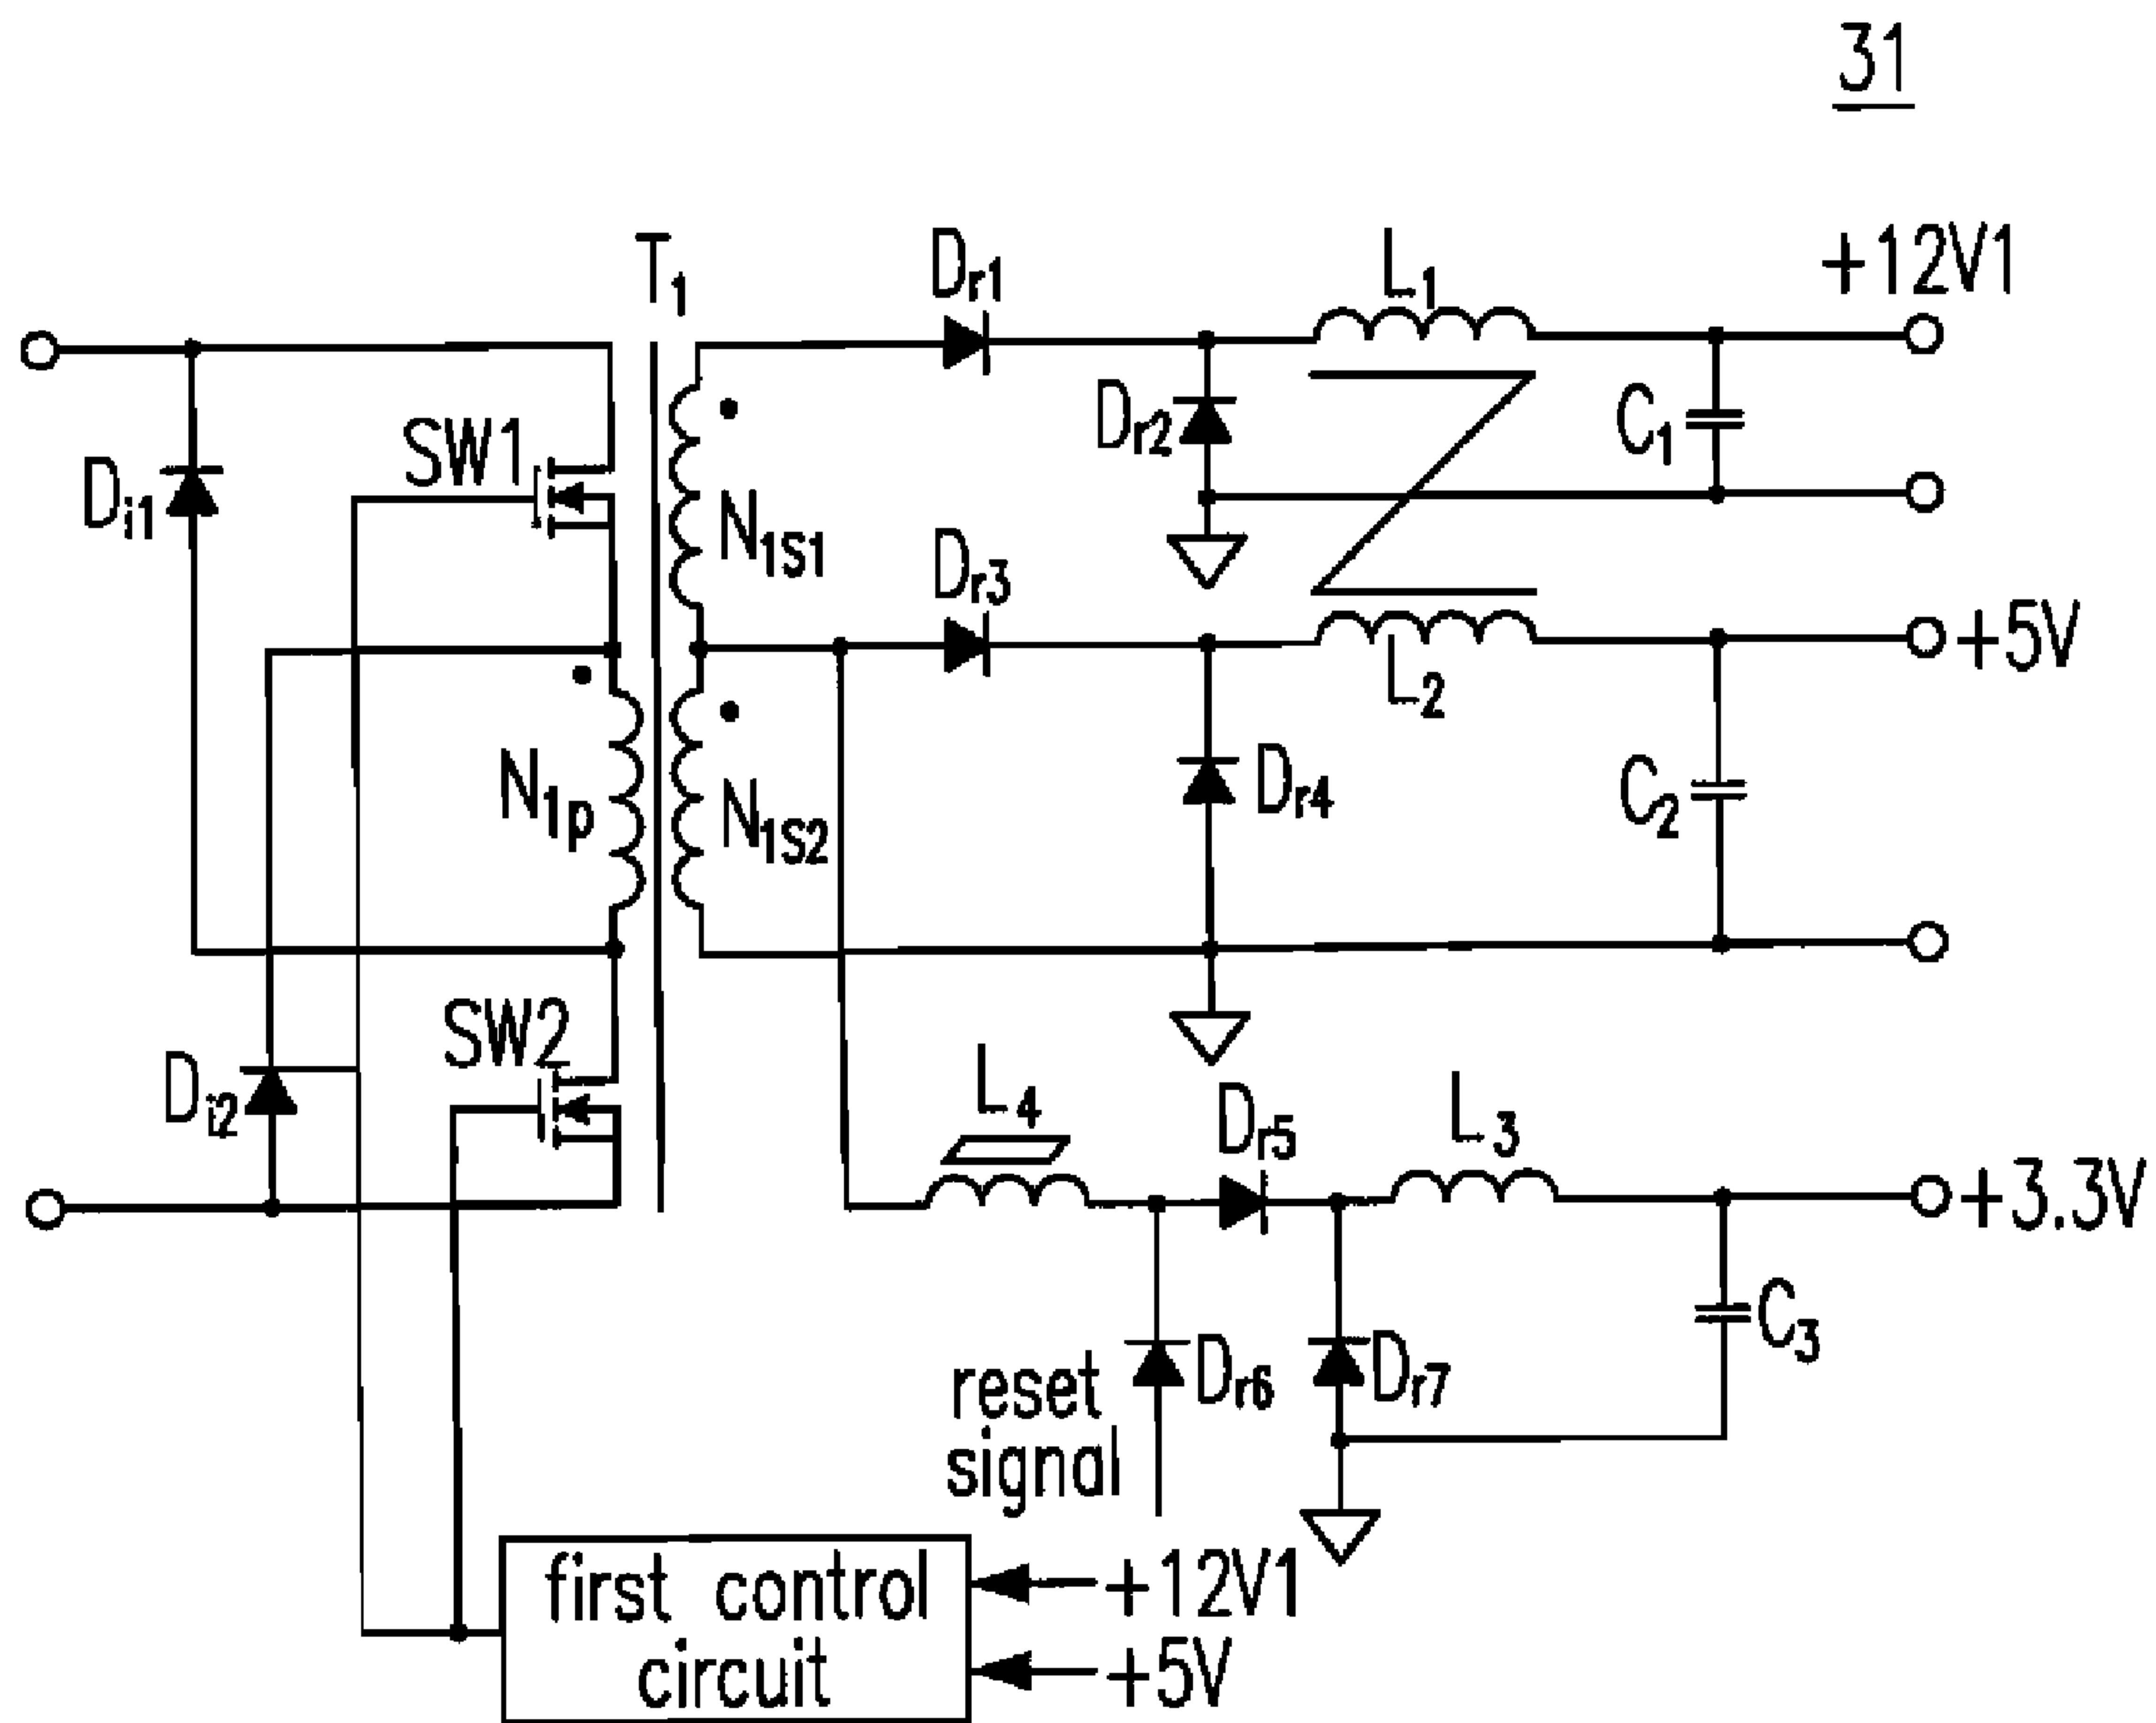 31
T1
Dr1
L1
+12V1
Di1
SW1
N1S1
Dr2
C1
Dr3
+5V
L2
N1p
N1S2
Dr4
C2
SW2
Di2
L4
Dr5
L3
+3.3V
C3
reset
signal
Dr6
Dr7
first control
circuit
+12V1
+5V